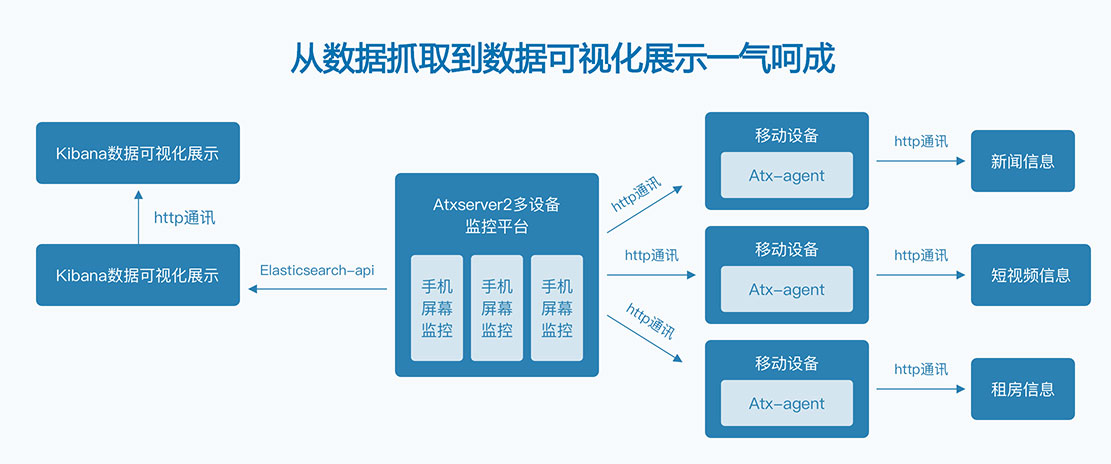 从数据抓取到数据可视化展示一气呵成
Kibana数据可视化展示
http通讯
Kibana数据可视化展示
Elasticsearch-api
Atxserver2多设备
监控平台
手机
屏幕
监控
手机
屏幕
监控
手机
屏幕
监控
http通讯
http通讯
http通讯
移动设备
Atx-agent
http通讯
新闻信息
移动设备
Atx-agent
http通讯
短视频信息
移动设备
Atx-agent
http通讯
租房信息